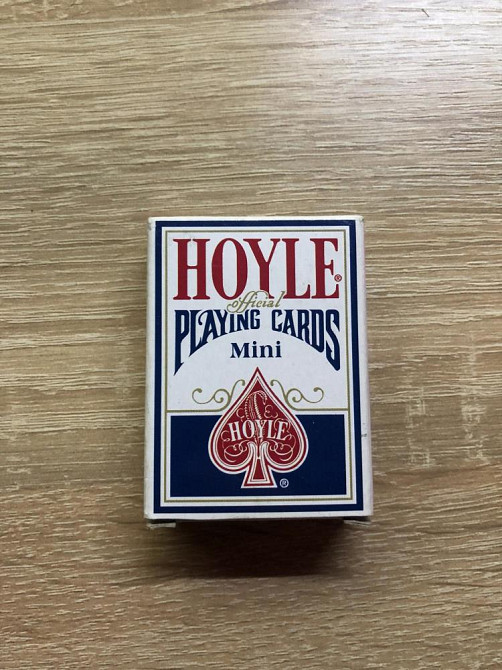 HOYLE®
official
PLAYING CARDS
Mini
HOYLE
®